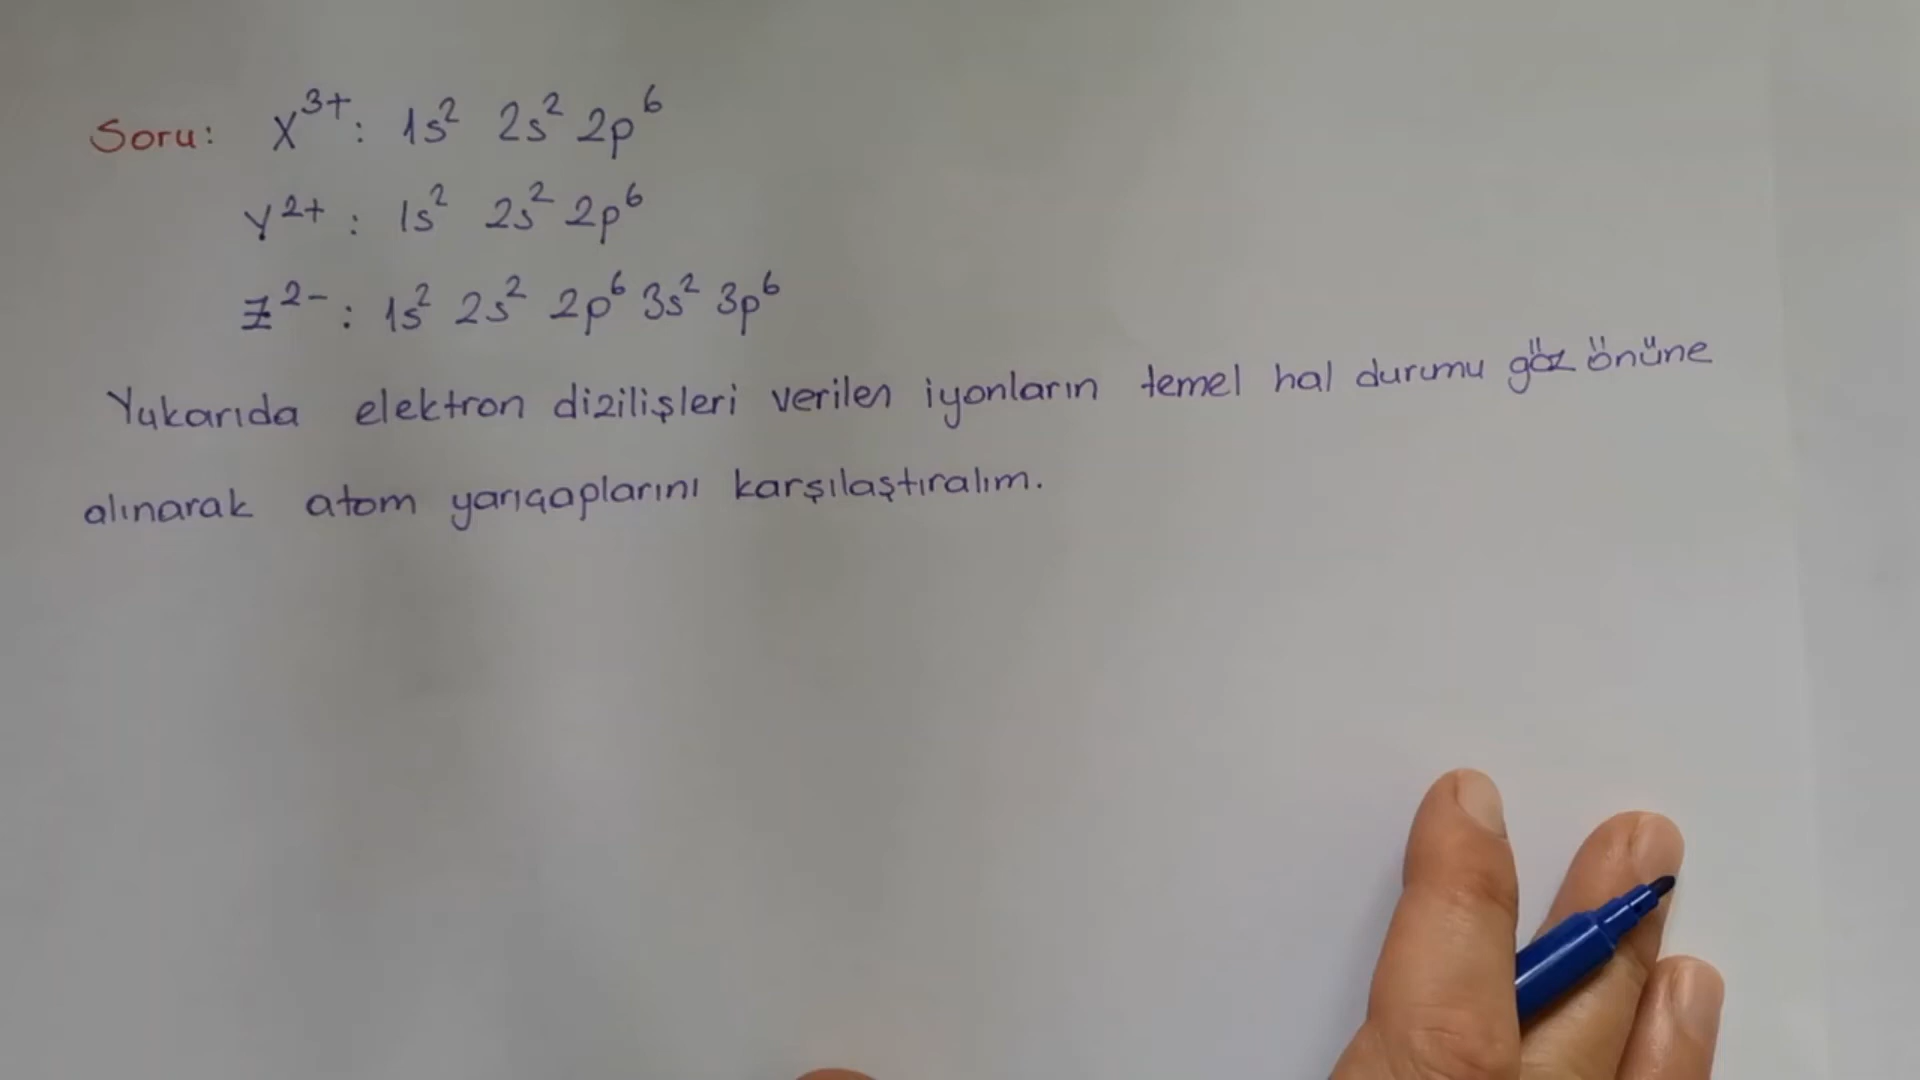 Soru: X³⁺: 1s² 2s² 2p⁶
Y²⁺: 1s² 2s² 2p⁶
Z²⁻: 1s² 2s² 2p⁶ 3s² 3p⁶
Yukarıda elektron dizilişleri verilen iyonların temel hal durumu göz önüne
alınarak atom yarıçaplarını karşılaştıralım.